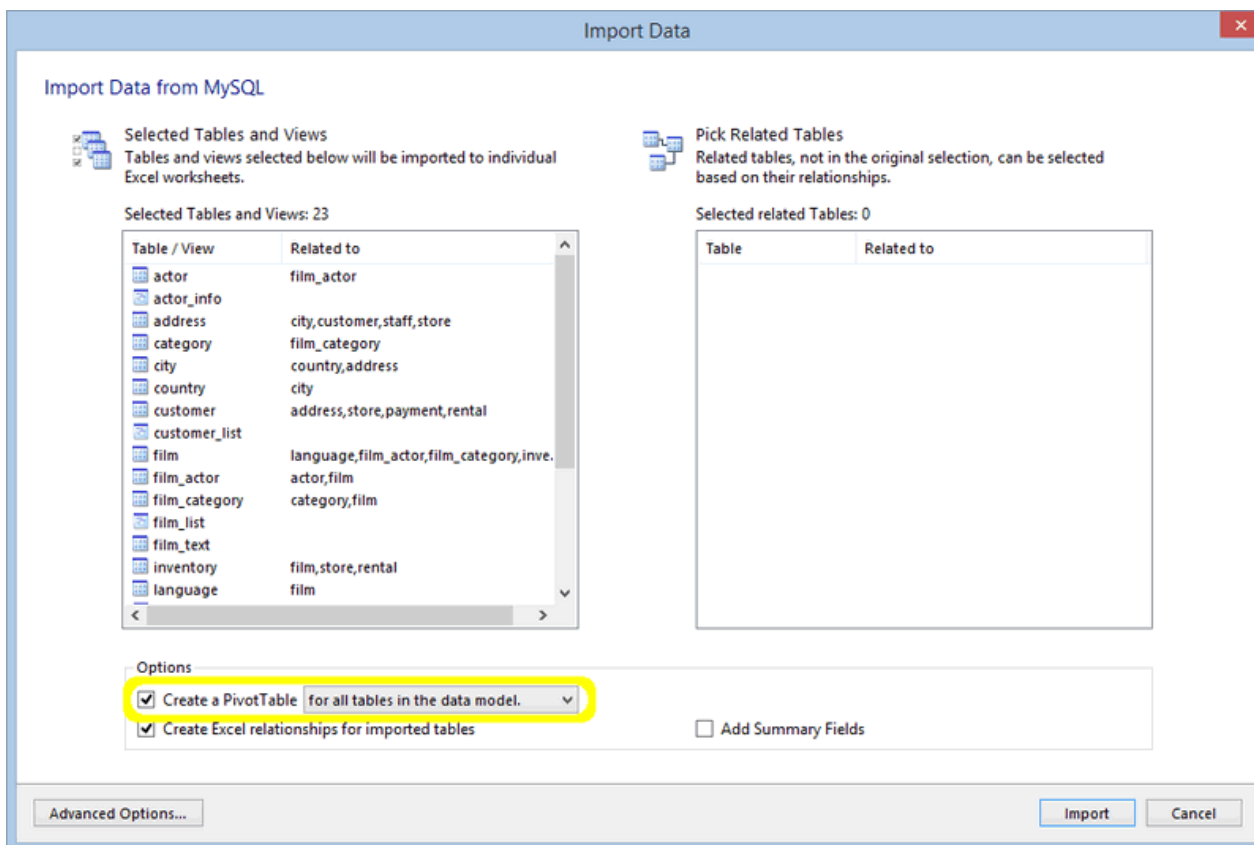 Import Data
Import Data from MySQL
Selected Tables and Views
Tables and views selected below will be imported to individual
Excel worksheets.
Selected Tables and Views: 23
Table / View Related to
actor film_actor
actor_info
address city,customer,staff,store
category film_category
city country,address
country city
customer address,store,payment,rental
customer_list
film language,film_actor,film_category,inve.
film_actor actor,film
film_category category,film
film_list
film_text
inventory film,store,rental
language film
Pick Related Tables
Related tables, not in the original selection, can be selected
based on their relationships.
Selected related Tables: 0
Table Related to
Options
Create a PivotTable for all tables in the data model.
Create Excel relationships for imported tables
Add Summary Fields
Advanced Options...
Import
Cancel